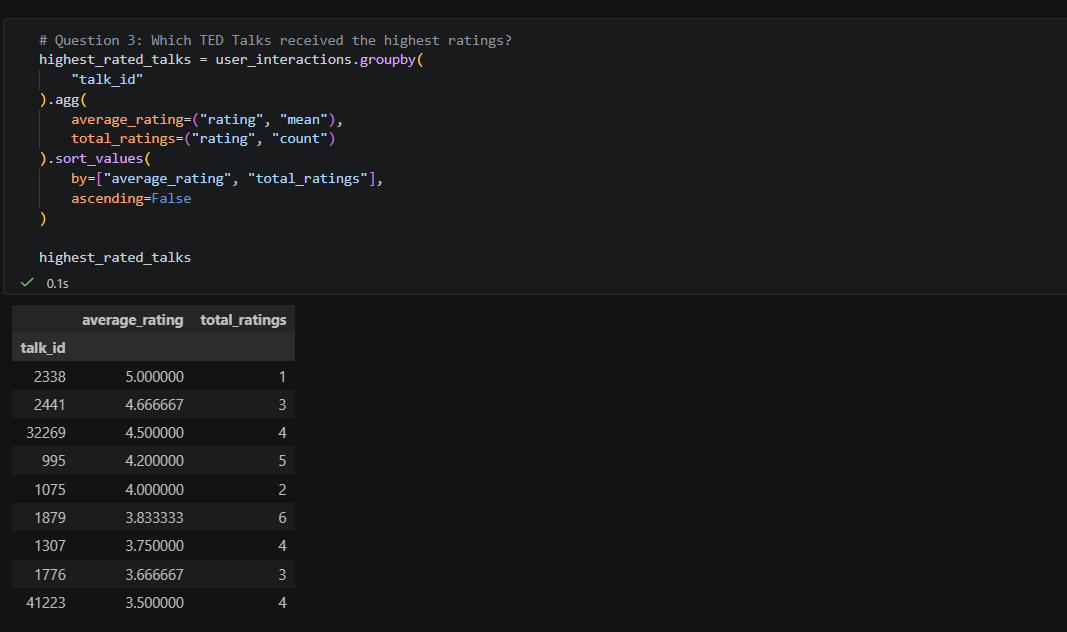 # Question 3: Which TED Talks received the highest ratings?
highest_rated_talks = user_interactions.groupby(
    "talk_id"
).agg(
    average_rating=("rating", "mean"),
    total_ratings=("rating", "count")
).sort_values(
    by=["average_rating", "total_ratings"],
    ascending=False
)

highest_rated_talks
✓ 0.1s
average_rating total_ratings
talk_id
2338 5.000000 1
2441 4.666667 3
32269 4.500000 4
995 4.200000 5
1075 4.000000 2
1879 3.833333 6
1307 3.750000 4
1776 3.666667 3
41223 3.500000 4